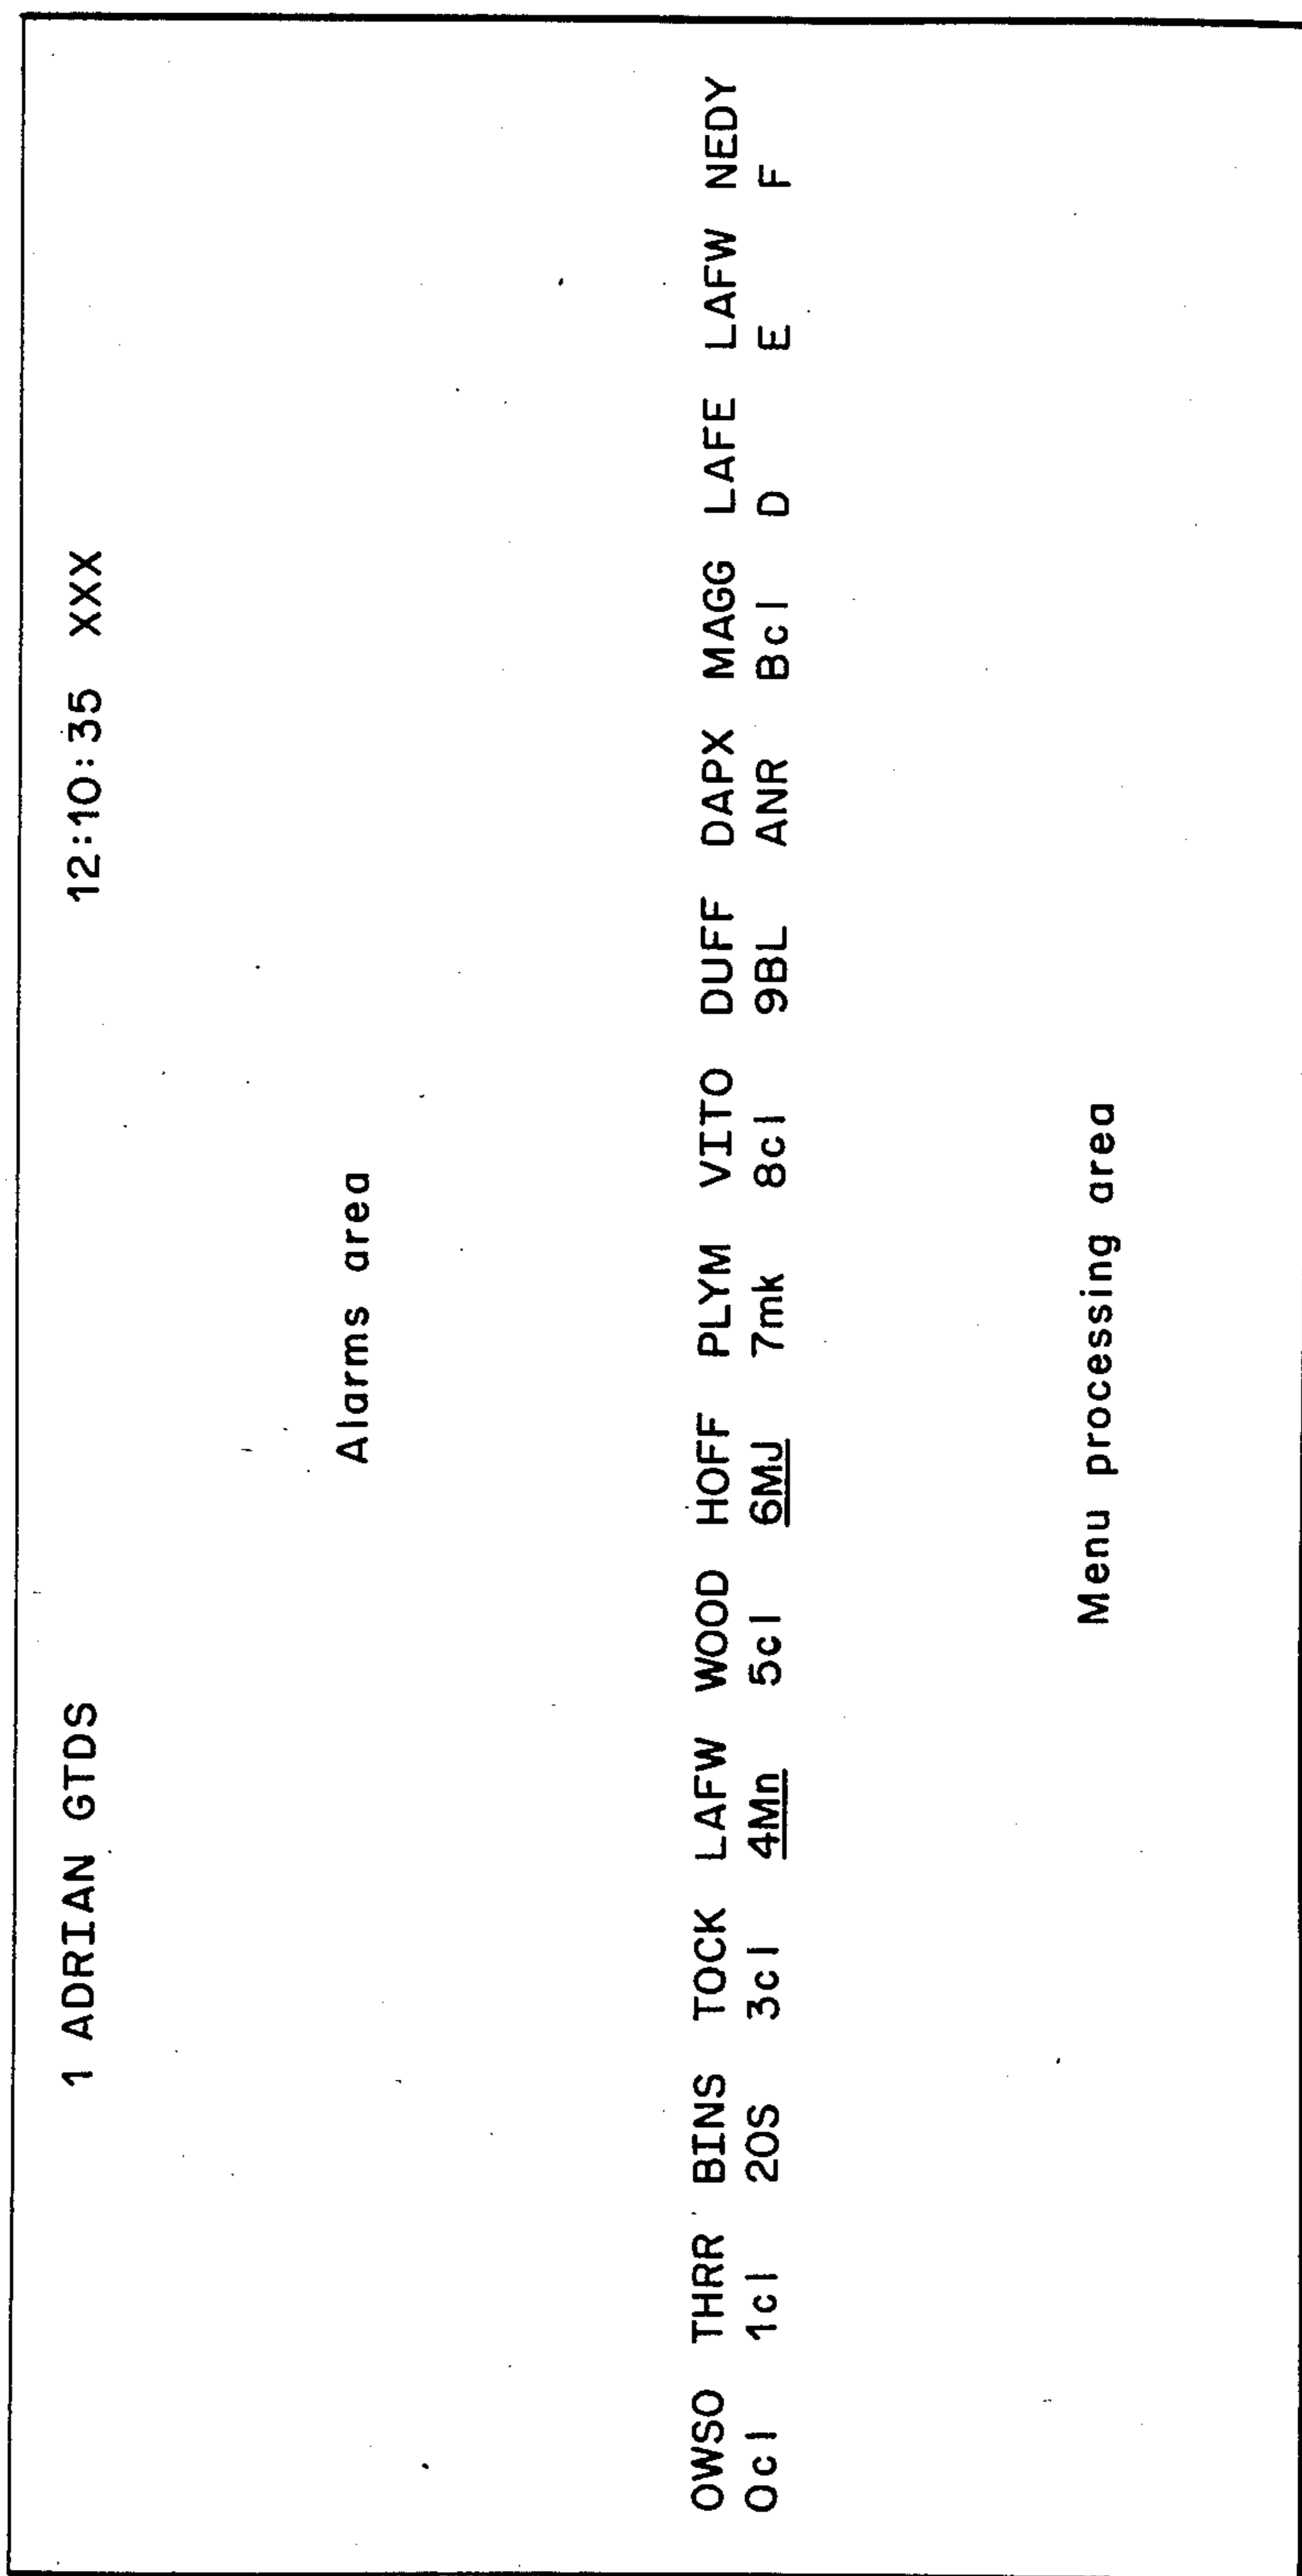 1 ADRIAN GTDS 12:10:35 XXX
Alarms area
OWSO THRR BINS TOCK LAFW WOOD HOFF PLYM VITO DUFF DAPX MAGG LAFE LAFW NEDY
0cl 1cl 2OS 3cl 4Mn 5cl 6MJ 7mk 8cl 9BL ANR Bcl D E F
Menu processing area